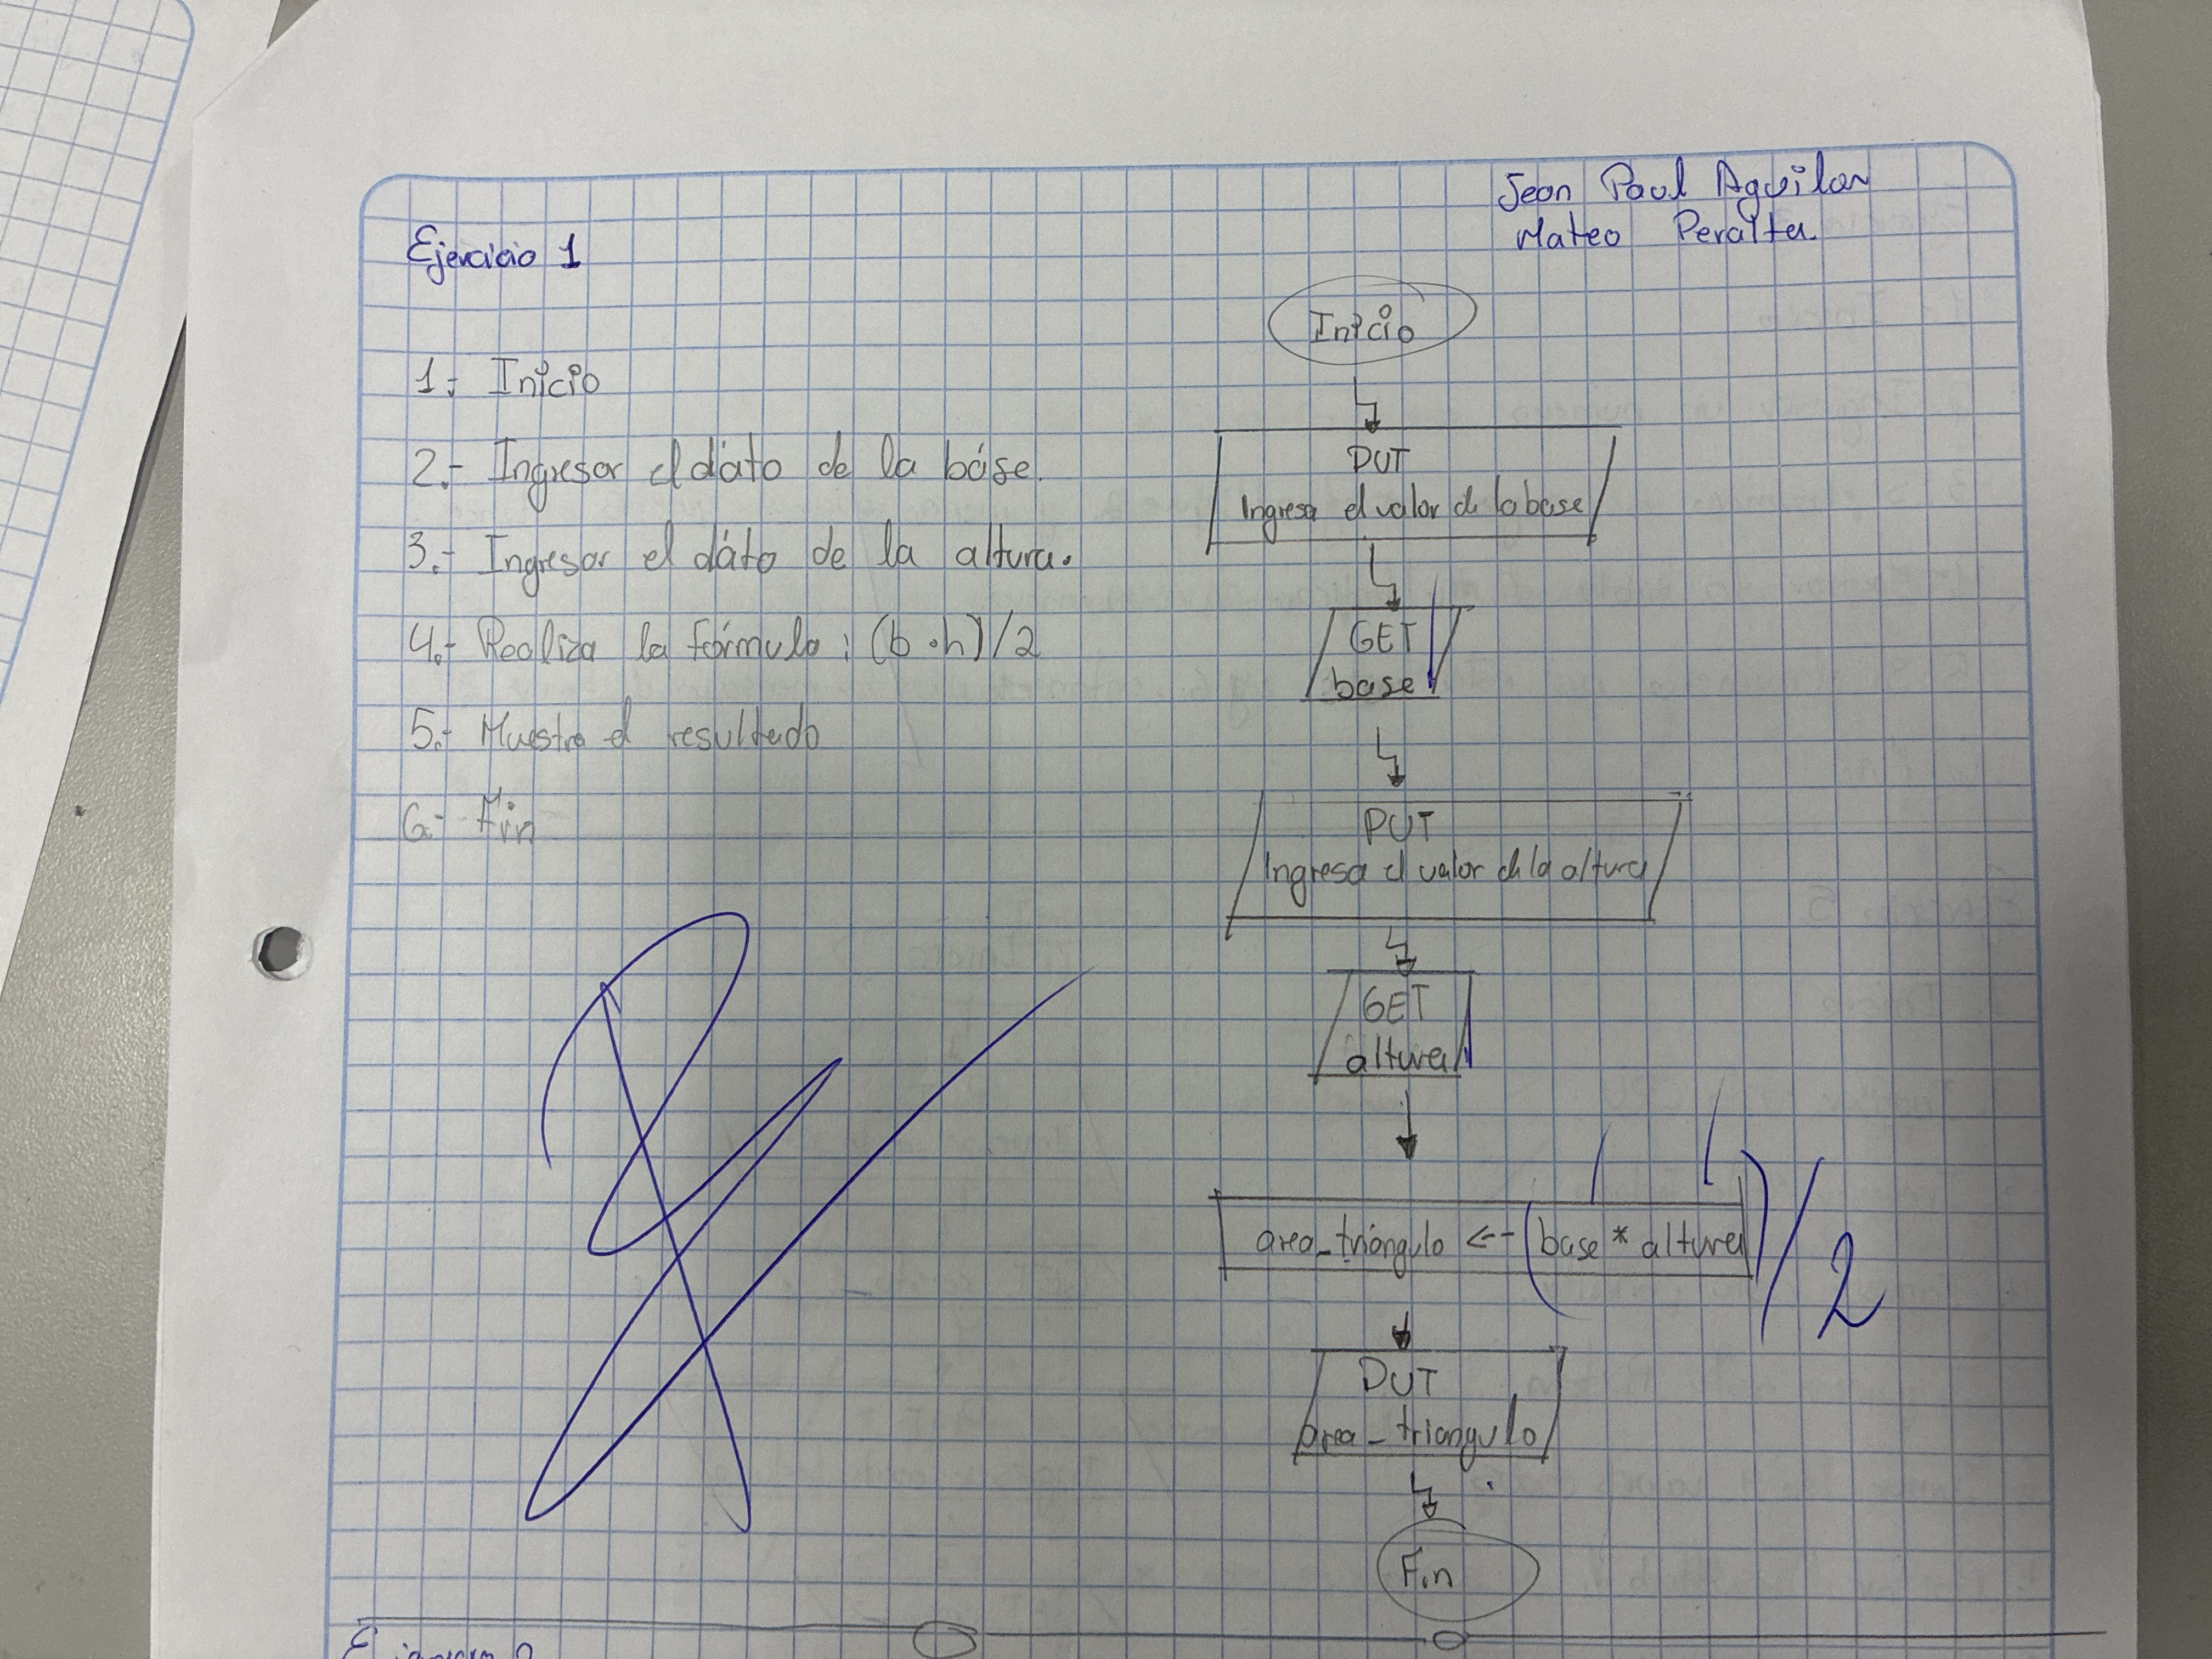 Jean Paul Aguilar
Mateo Peralta.
Ejercicio 1
1.- Inicio
2.- Ingresar el dato de la base.
3.- Ingresar el dato de la altura.
4.- Realiza la fórmula: (b·h)/2
5.- Muestra el resultado
6.- Fin
Inicio
PUT
Ingresa el valor de la base
GET
base
PUT
Ingresa el valor d la altura
GET
altura
area_triangulo <- (base * altura)/2
PUT
area_triangulo
Fin